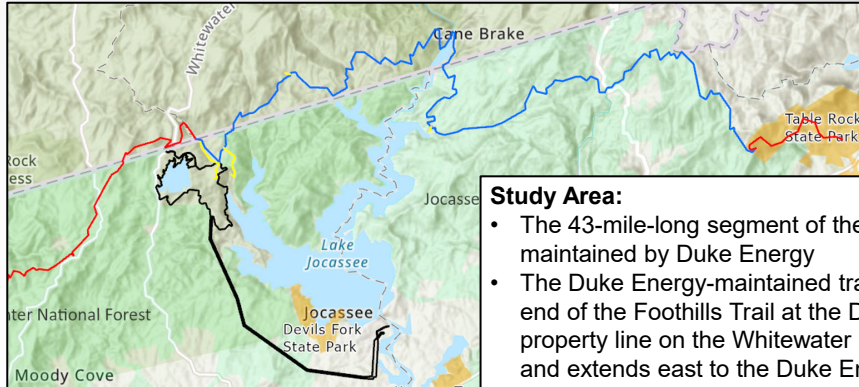 Whitewater
Cane Brake
Table Rock
State Park
Rock
ess
Jocasse
Lake
Jocassee
ter National Forest
Jocassee
Devils Fork
State Park
Moody Cove
Study Area:
• The 43-mile-long segment of the
maintained by Duke Energy
• The Duke Energy-maintained tra
end of the Foothills Trail at the D
property line on the Whitewater
and extends east to the Duke En